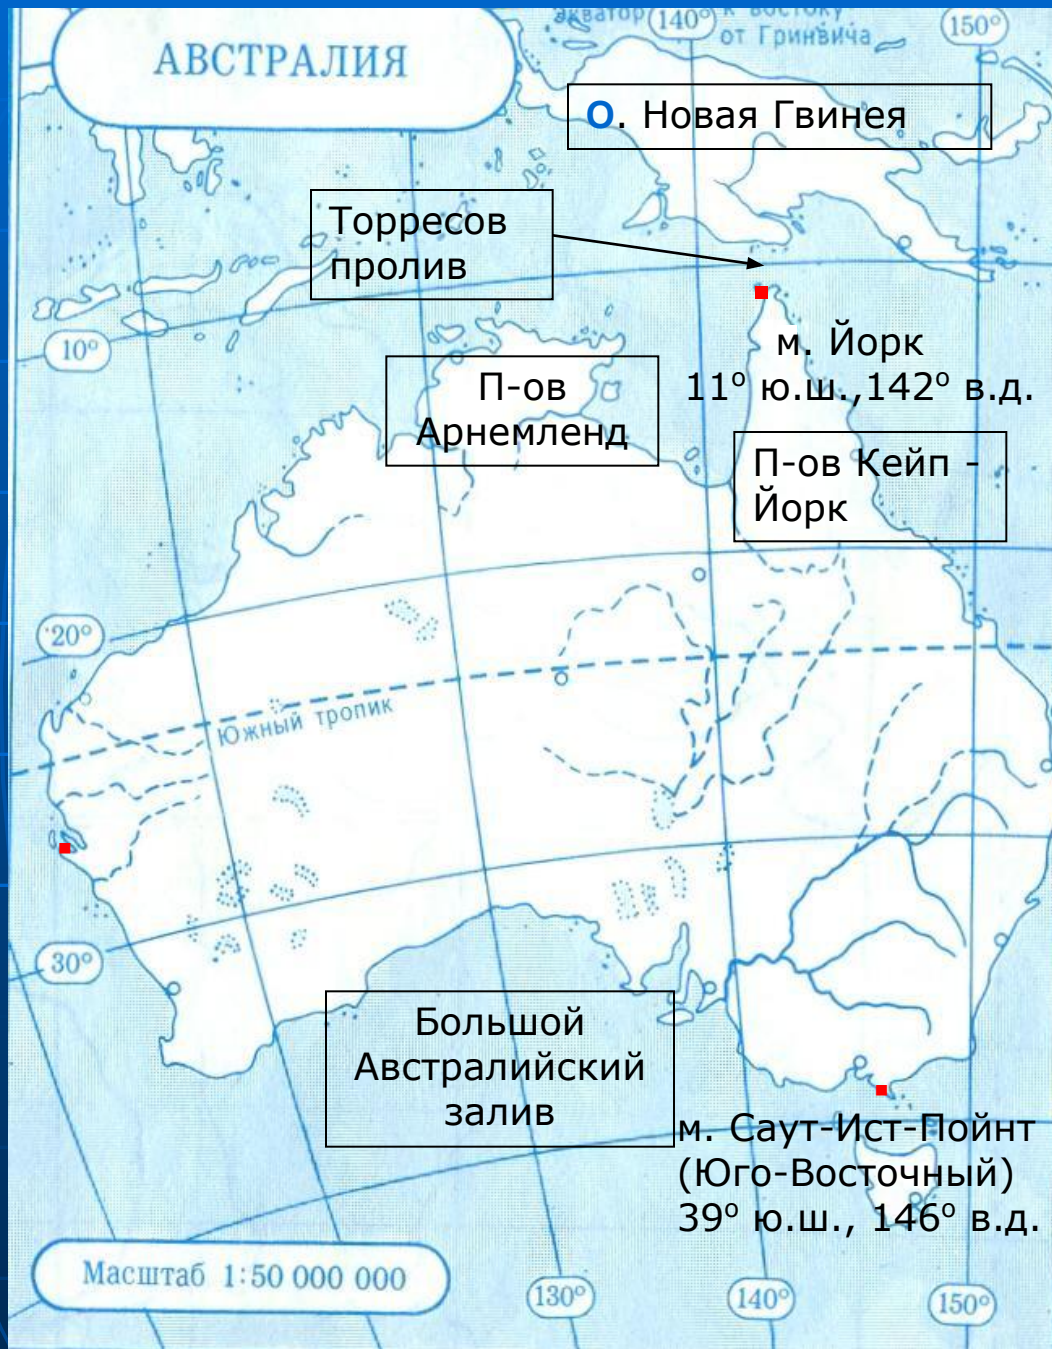 Экватор 140° к востоку 150°
от Гринвича
АВСТРАЛИЯ
О. Новая Гвинея
Торресов
пролив
10°
м. Йорк
11° ю.ш.,142° в.д.
П-ов
Арнемленд
П-ов Кейп -
Йорк
20°
Южный тропик
30°
Большой
Австралийский
залив
м. Саут-Ист-Пойнт
(Юго-Восточный)
39° ю.ш., 146° в.д.
Масштаб 1:50 000 000
130° 140° 150°